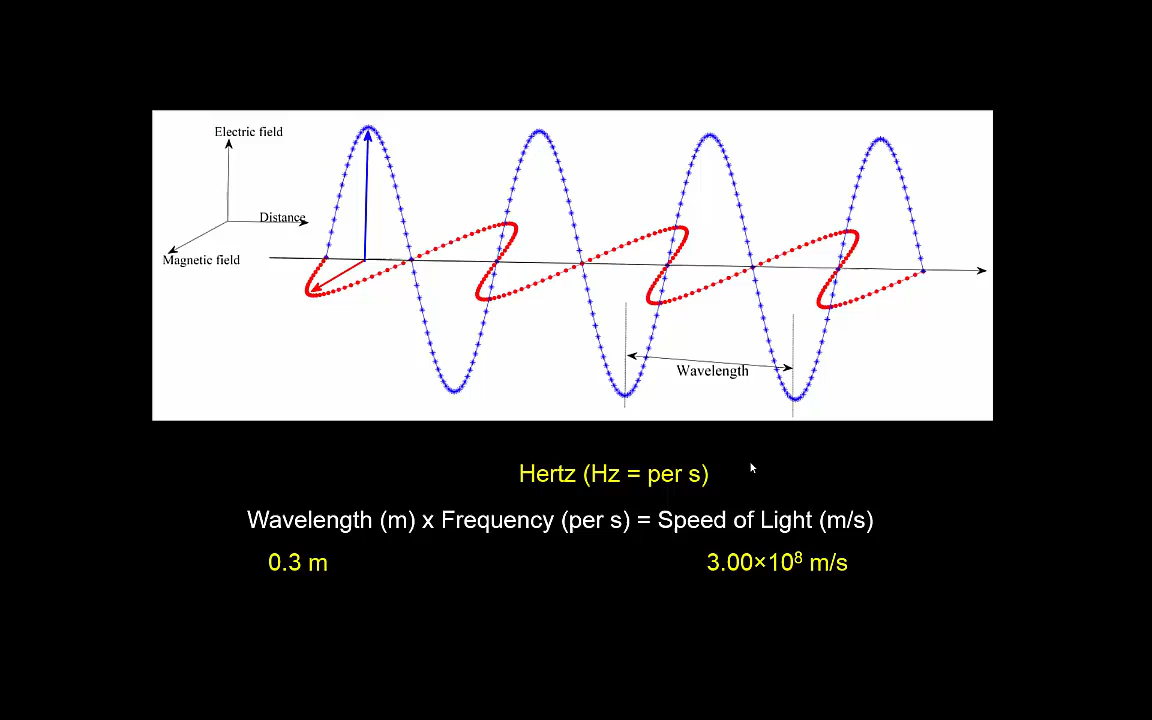 Electric field
Distance
Magnetic field
Wavelength
Hertz (Hz = per s)
Wavelength (m) x Frequency (per s) = Speed of Light (m/s)
0.3 m
3.00×10⁸ m/s